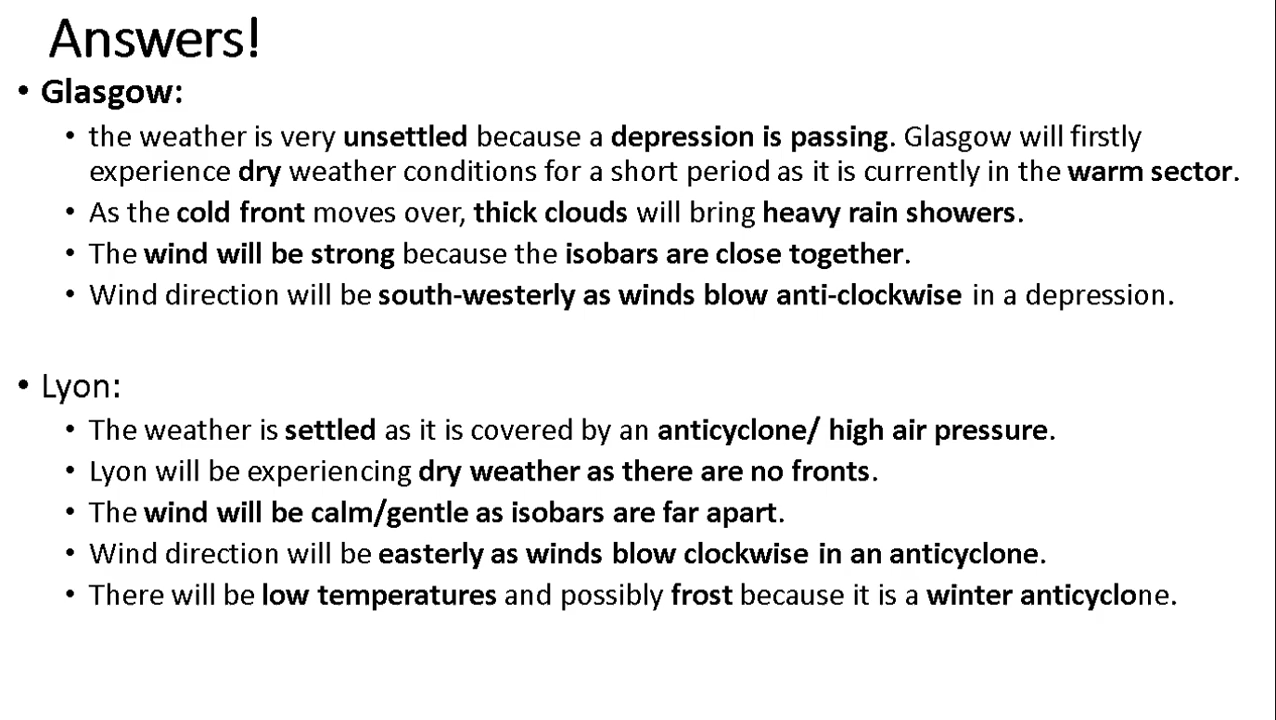 Answers!
• Glasgow:
• the weather is very unsettled because a depression is passing. Glasgow will firstly
experience dry weather conditions for a short period as it is currently in the warm sector.
• As the cold front moves over, thick clouds will bring heavy rain showers.
• The wind will be strong because the isobars are close together.
• Wind direction will be south-westerly as winds blow anti-clockwise in a depression.
• Lyon:
• The weather is settled as it is covered by an anticyclone/ high air pressure.
• Lyon will be experiencing dry weather as there are no fronts.
• The wind will be calm/gentle as isobars are far apart.
• Wind direction will be easterly as winds blow clockwise in an anticyclone.
• There will be low temperatures and possibly frost because it is a winter anticyclone.